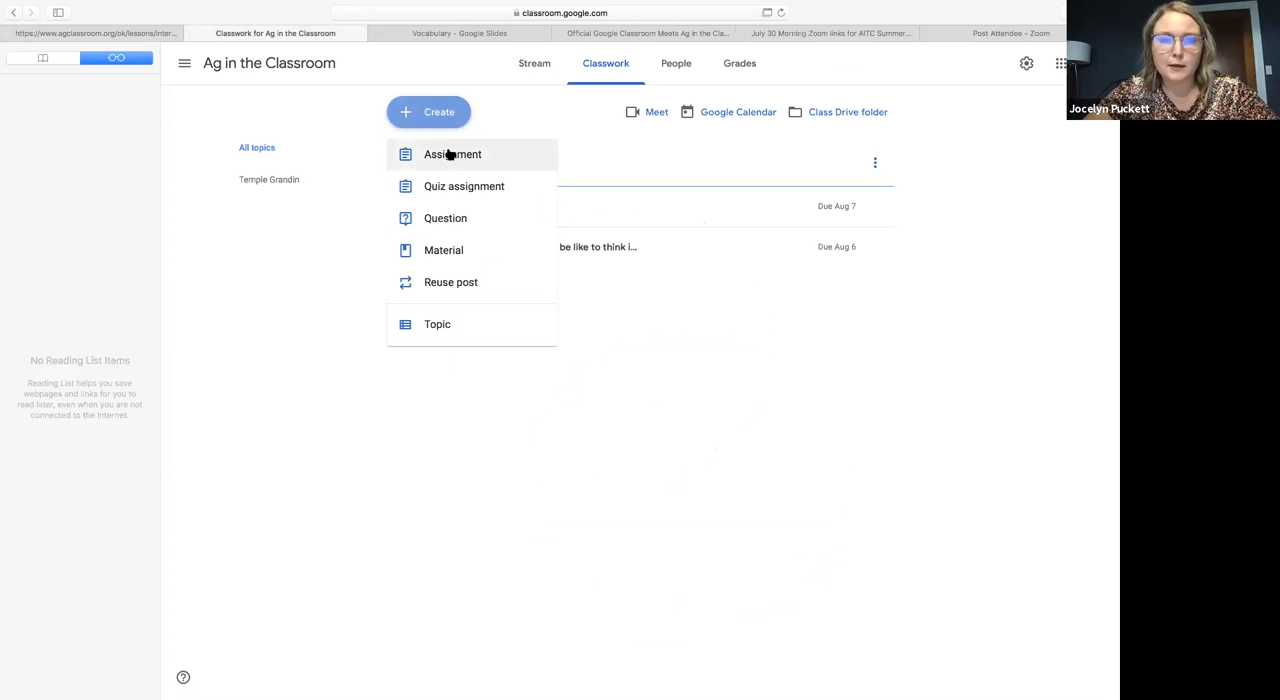 classroom.google.com
https://www.agclassroom.org/ok/lessons/inter...
Classwork for Ag in the Classroom
Vocabulary - Google Slides
Official Google Classroom Meets Ag in the Cla...
July 30 Morning Zoom links for AITC Summer...
Post Attendee - Zoom
Ag in the Classroom
Stream
Classwork
People
Grades
Jocelyn Puckett
Create
Meet
Google Calendar
Class Drive folder
All topics
Temple Grandin
Assignment
Quiz assignment
Question
Material
Reuse post
Topic
Due Aug 7
be like to think i...
Due Aug 6
No Reading List Items
Reading List helps you save
webpages and links for you to
read later, even when you are not
connected to the Internet.